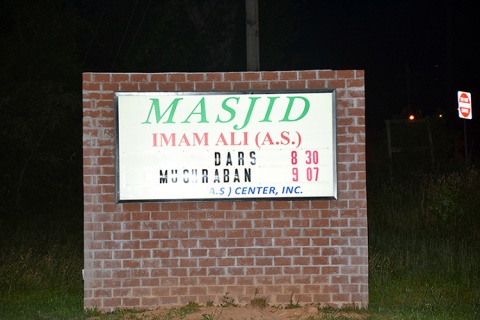 MASJID
IMAM ALI (A.S.)
DARS 8 30
MUGHRABAN 9 07
A.S ) CENTER, INC.